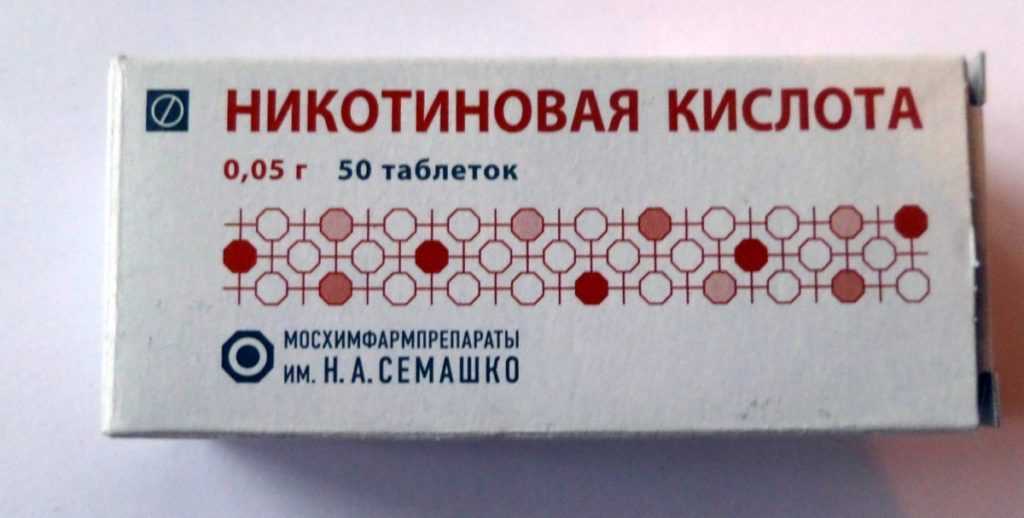 НИКОТИНОВАЯ КИСЛОТА
0,05 г 50 таблеток
МОСХИМФАРМПРЕПАРАТЫ
им. Н. А. СЕМАШКО